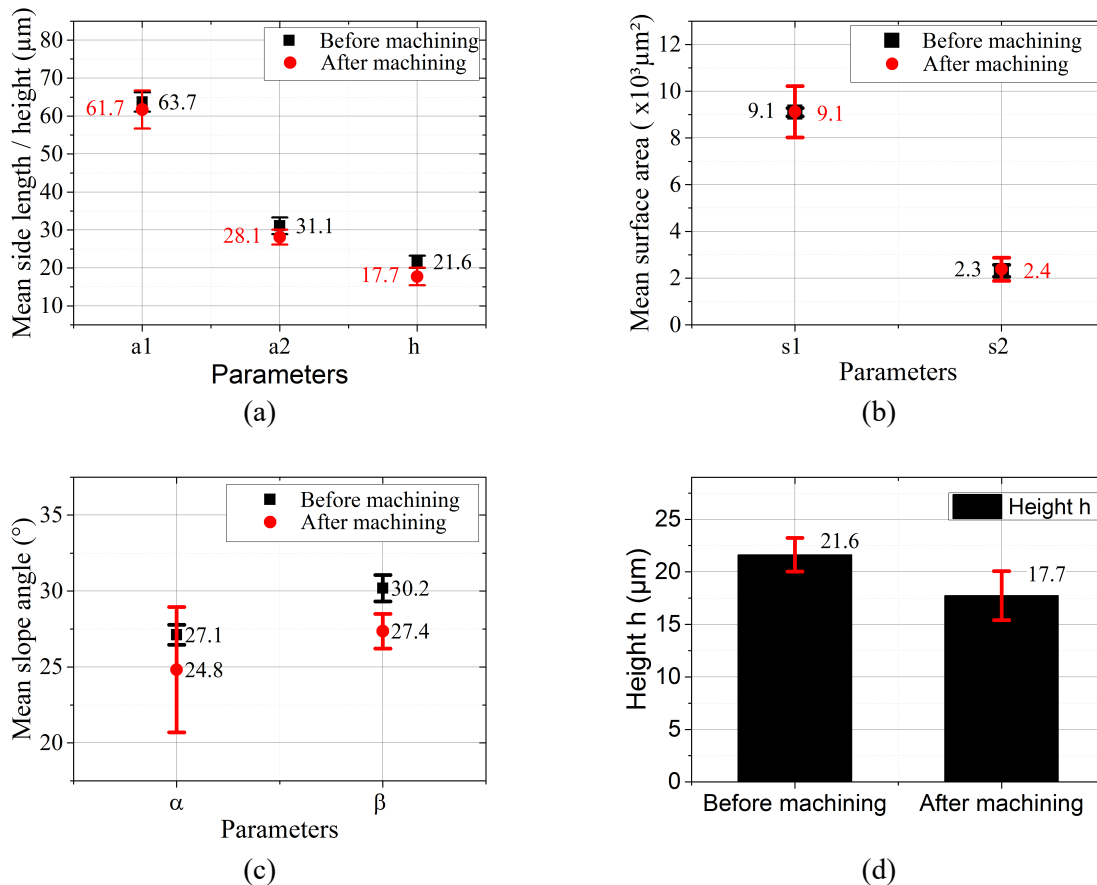 Mean side length / height (μm)
80
70
60
50
40
30
20
10
Before machining
After machining
61.7
63.7
28.1
31.1
17.7
21.6
a1
a2
h
Parameters
(a)
Mean surface area ( x10³μm²)
12
10
8
6
4
2
0
Before machining
After machining
9.1
9.1
2.3
2.4
s1
s2
Parameters
(b)
Mean slope angle (°)
35
30
25
20
Before machining
After machining
27.1
24.8
30.2
27.4
α
β
Parameters
(c)
Height h (μm)
25
20
15
10
5
0
Height h
21.6
17.7
Before machining
After machining
(d)